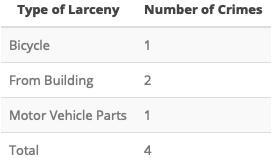 Type of Larceny Number of Crimes
Bicycle 1
From Building 2
Motor Vehicle Parts 1
Total 4